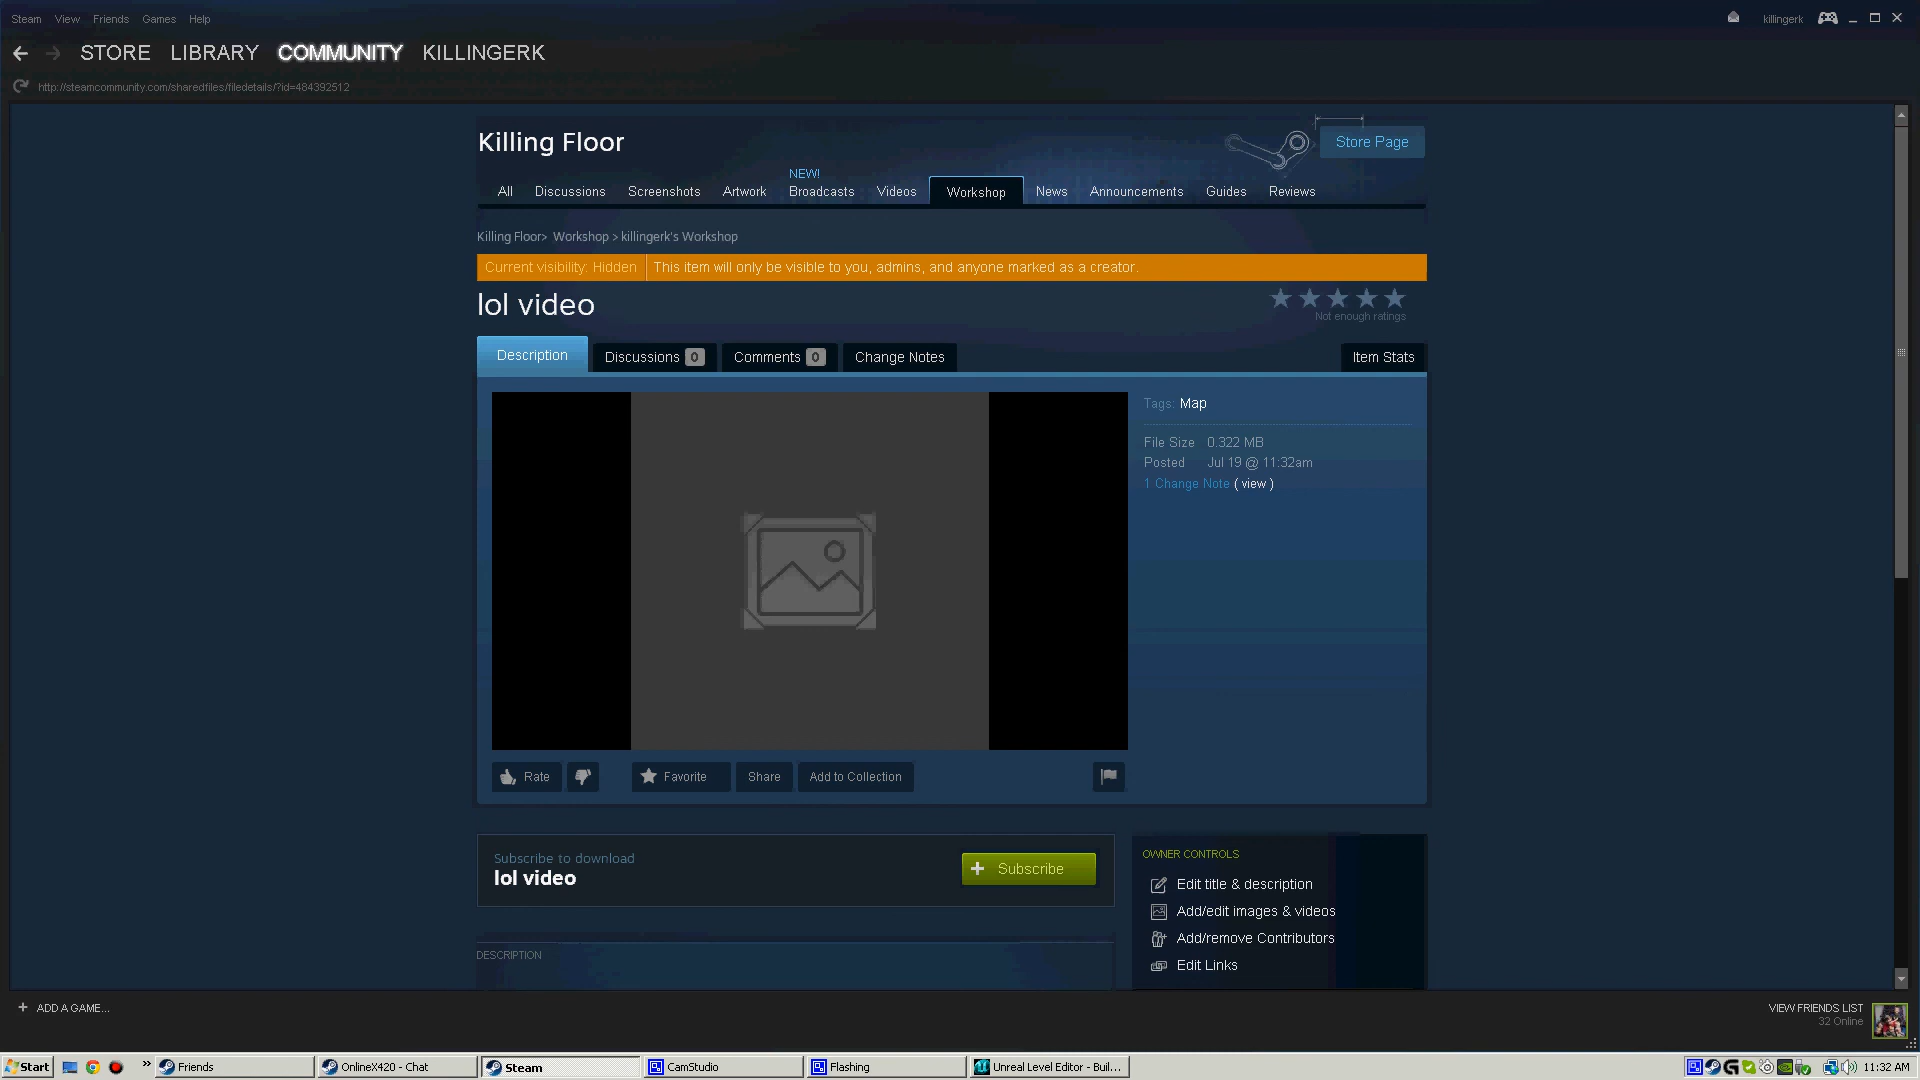 Steam View Friends Games Help
killingerk
STORE LIBRARY COMMUNITY KILLINGERK
http://steamcommunity.com/sharedfiles/filedetails/?id=484392512
Killing Floor
Store Page
NEW!
All Discussions Screenshots Artwork Broadcasts Videos Workshop News Announcements Guides Reviews
Killing Floor> Workshop > killingerk's Workshop
Current visibility: Hidden This item will only be visible to you, admins, and anyone marked as a creator.
lol video
Not enough ratings
Description Discussions 0 Comments 0 Change Notes Item Stats
Tags: Map
File Size 0.322 MB
Posted Jul 19 @ 11:32am
1 Change Note ( view )
Rate Favorite Share Add to Collection
Subscribe to download
lol video
+ Subscribe
OWNER CONTROLS
Edit title & description
Add/edit images & videos
Add/remove Contributors
Edit Links
DESCRIPTION
+ ADD A GAME...
VIEW FRIENDS LIST
32 Online
Start » Friends OnlineX420 - Chat Steam CamStudio Flashing Unreal Level Editor - Buil... 11:32 AM